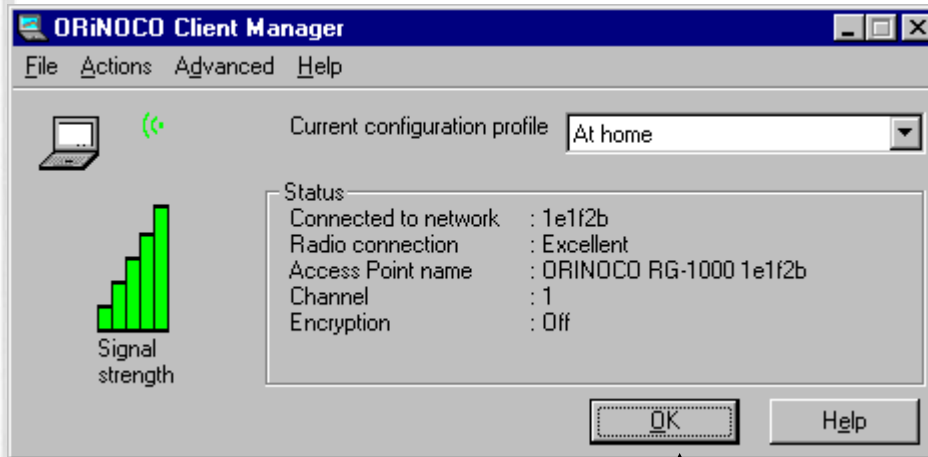 ORiNOCO Client Manager
File Actions Advanced Help
Current configuration profile At home
Status
Connected to network : 1e1f2b
Radio connection : Excellent
Access Point name : ORINOCO RG-1000 1e1f2b
Channel : 1
Encryption : Off
Signal
strength
OK Help